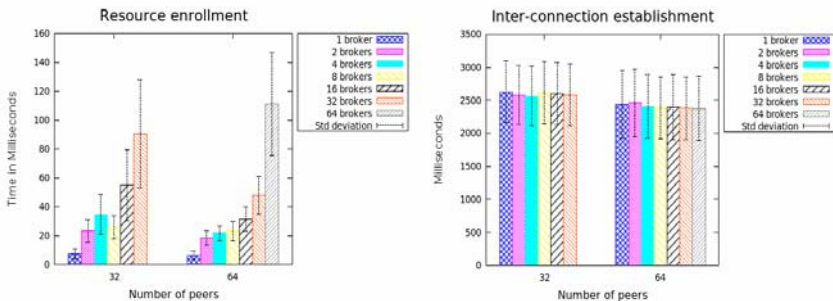 Resource enrollment
Time in Milliseconds
160
140
120
100
80
60
40
20
0
32
64
Number of peers
1 broker
2 brokers
4 brokers
8 brokers
16 brokers
32 brokers
64 brokers
Std deviation
Inter-connection establishment
Milliseconds
3500
3000
2500
2000
1500
1000
500
0
32
64
Number of peers
1 broker
2 brokers
4 brokers
8 brokers
16 brokers
32 brokers
64 brokers
Std deviation